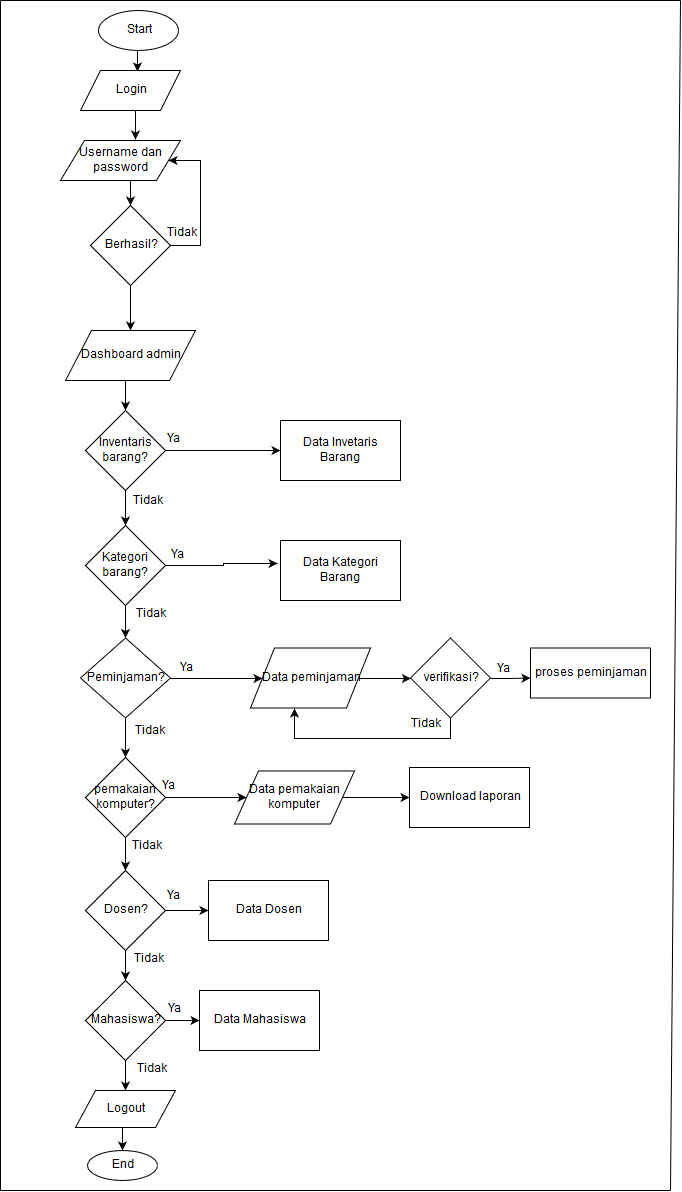 Start
Login
Username dan
password
Tidak
Berhasil?
Dashboard admin
Inventaris
barang?
Ya
Data Invetaris
Barang
Tidak
Kategori
barang?
Ya
Data Kategori
Barang
Tidak
Peminjaman?
Ya
Data peminjaman
verifikasi?
Ya
proses peminjaman
Tidak
Tidak
pemakaian
komputer?
Ya
Data pemakaian
komputer
Download laporan
Tidak
Dosen?
Ya
Data Dosen
Tidak
Mahasiswa?
Ya
Data Mahasiswa
Tidak
Logout
End